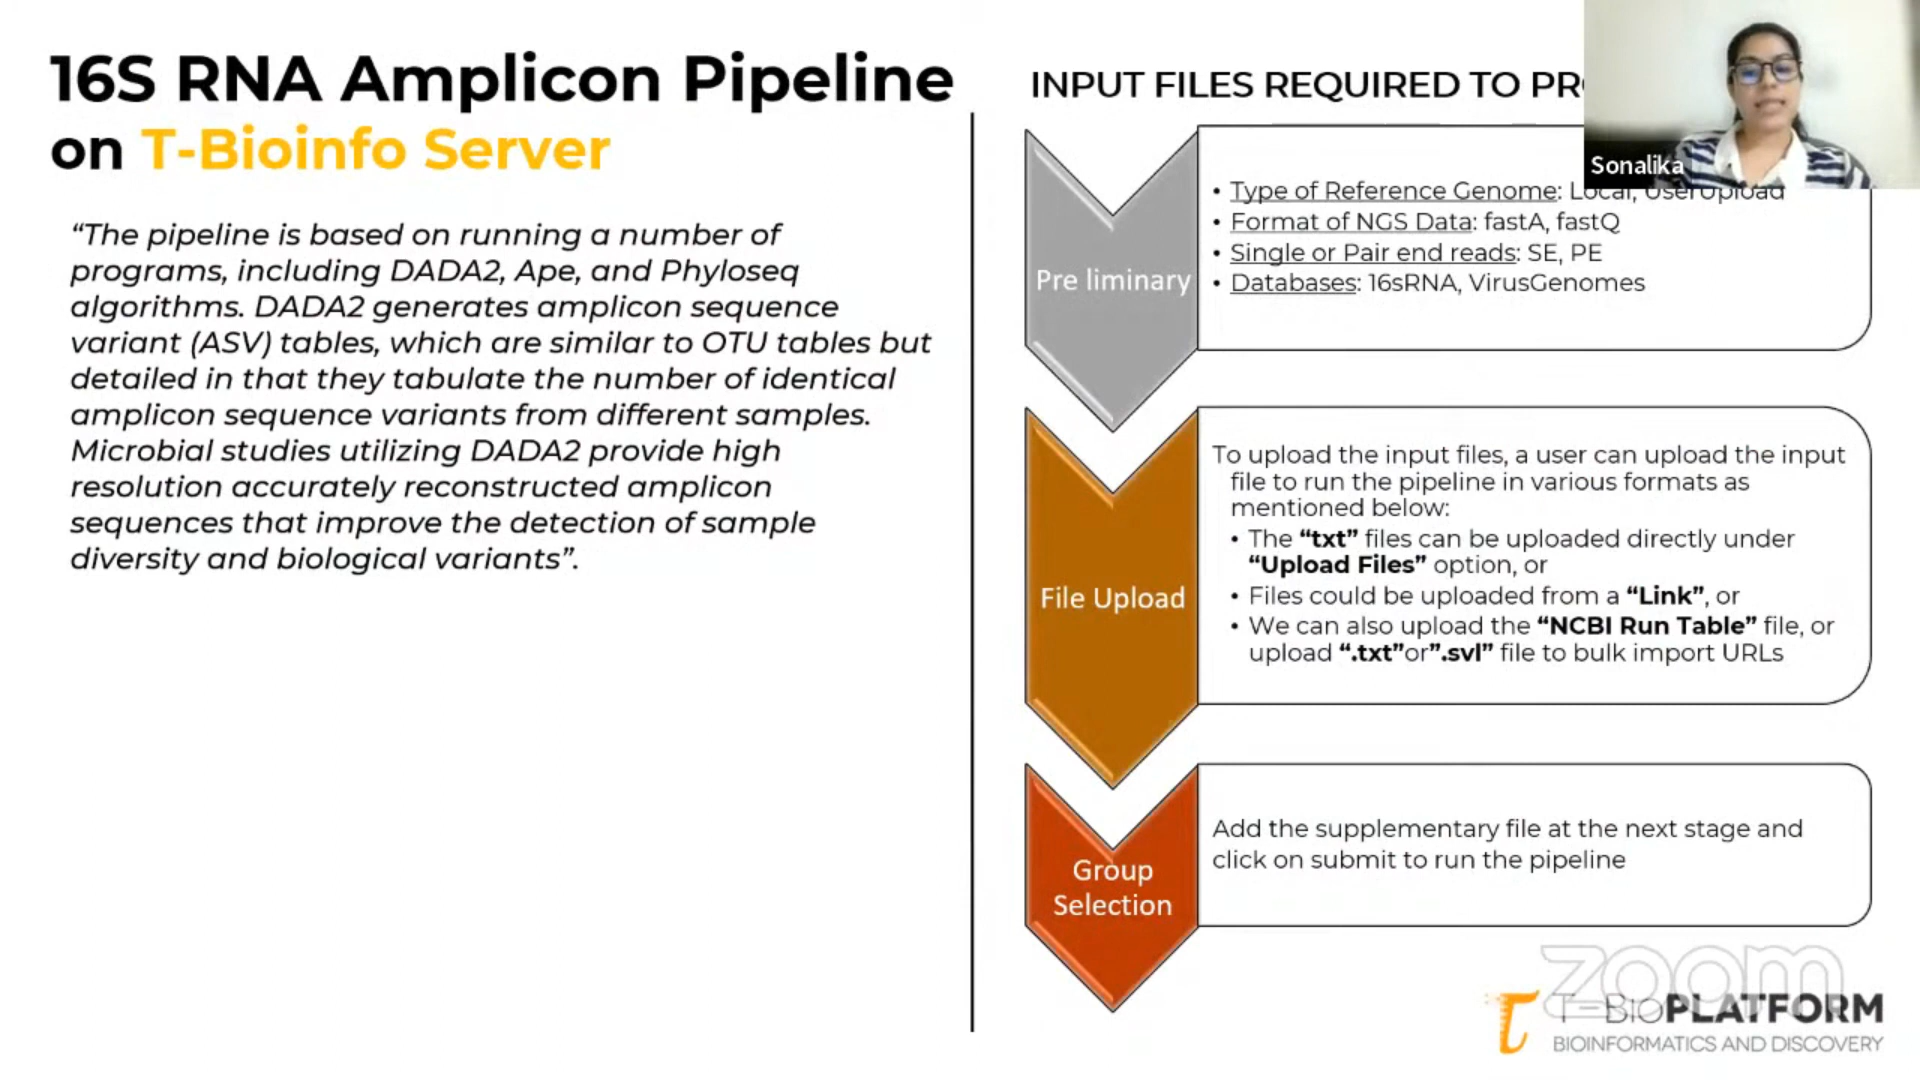 16S RNA Amplicon Pipeline
on T-Bioinfo Server
“The pipeline is based on running a number of
programs, including DADA2, Ape, and Phyloseq
algorithms. DADA2 generates amplicon sequence
variant (ASV) tables, which are similar to OTU tables but
detailed in that they tabulate the number of identical
amplicon sequence variants from different samples.
Microbial studies utilizing DADA2 provide high
resolution accurately reconstructed amplicon
sequences that improve the detection of sample
diversity and biological variants”.
INPUT FILES REQUIRED TO
Sonalika
Pre liminary
• Type of Reference Genome: Local, UserUpload
• Format of NGS Data: fastA, fastQ
• Single or Pair end reads: SE, PE
• Databases: 16sRNA, VirusGenomes
File Upload
To upload the input files, a user can upload the input
file to run the pipeline in various formats as
mentioned below:
• The “txt” files can be uploaded directly under
“Upload Files” option, or
• Files could be uploaded from a “Link”, or
• We can also upload the “NCBI Run Table” file, or
upload “.txt”or”.svl” file to bulk import URLs
Group
Selection
Add the supplementary file at the next stage and
click on submit to run the pipeline
zoom
T-BioPLATFORM
BIOINFORMATICS AND DISCOVERY